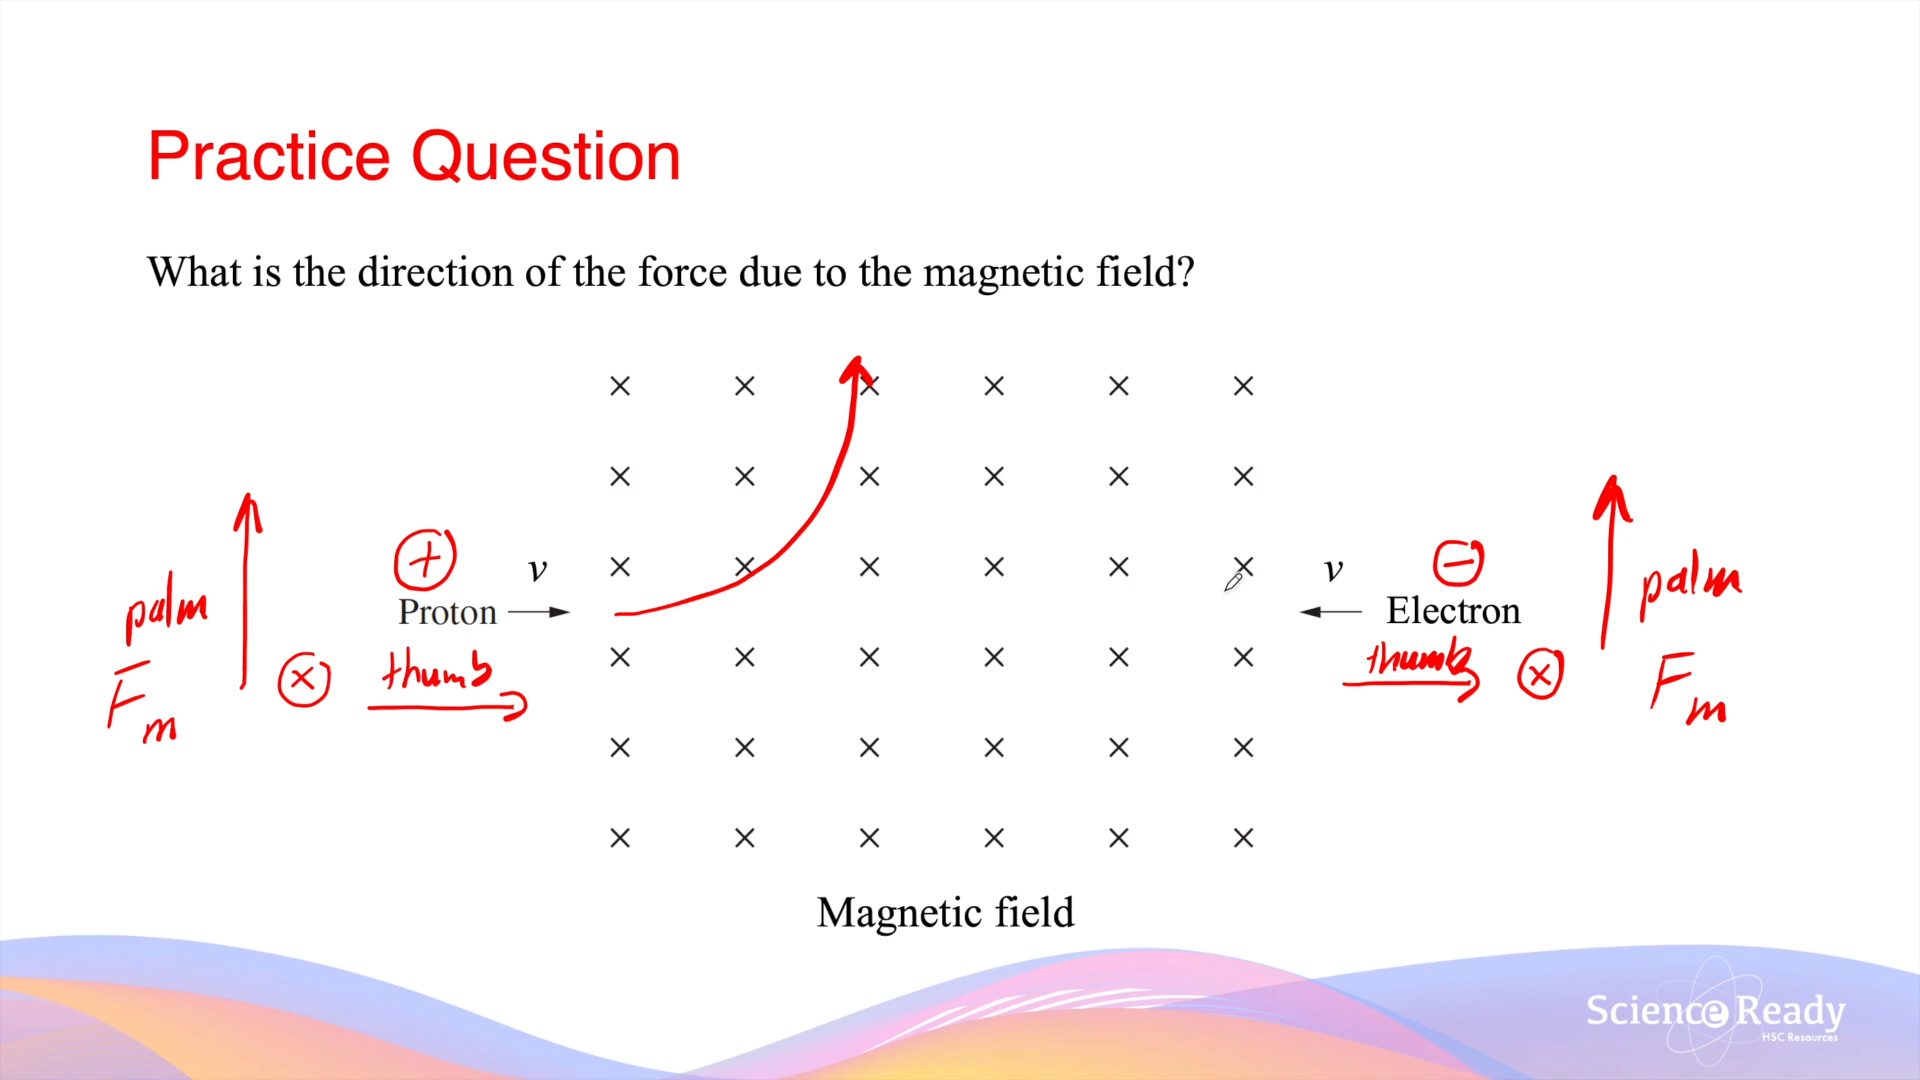 Practice Question
What is the direction of the force due to the magnetic field?
× × × × × ×
× × × × × ×
+ v × × × × × × v −
palm Proton Electron palm
thumb × × × × × × thumb
F m × × F m
× × × × × ×
× × × × × ×
Magnetic field
Science Ready
HSC Resources